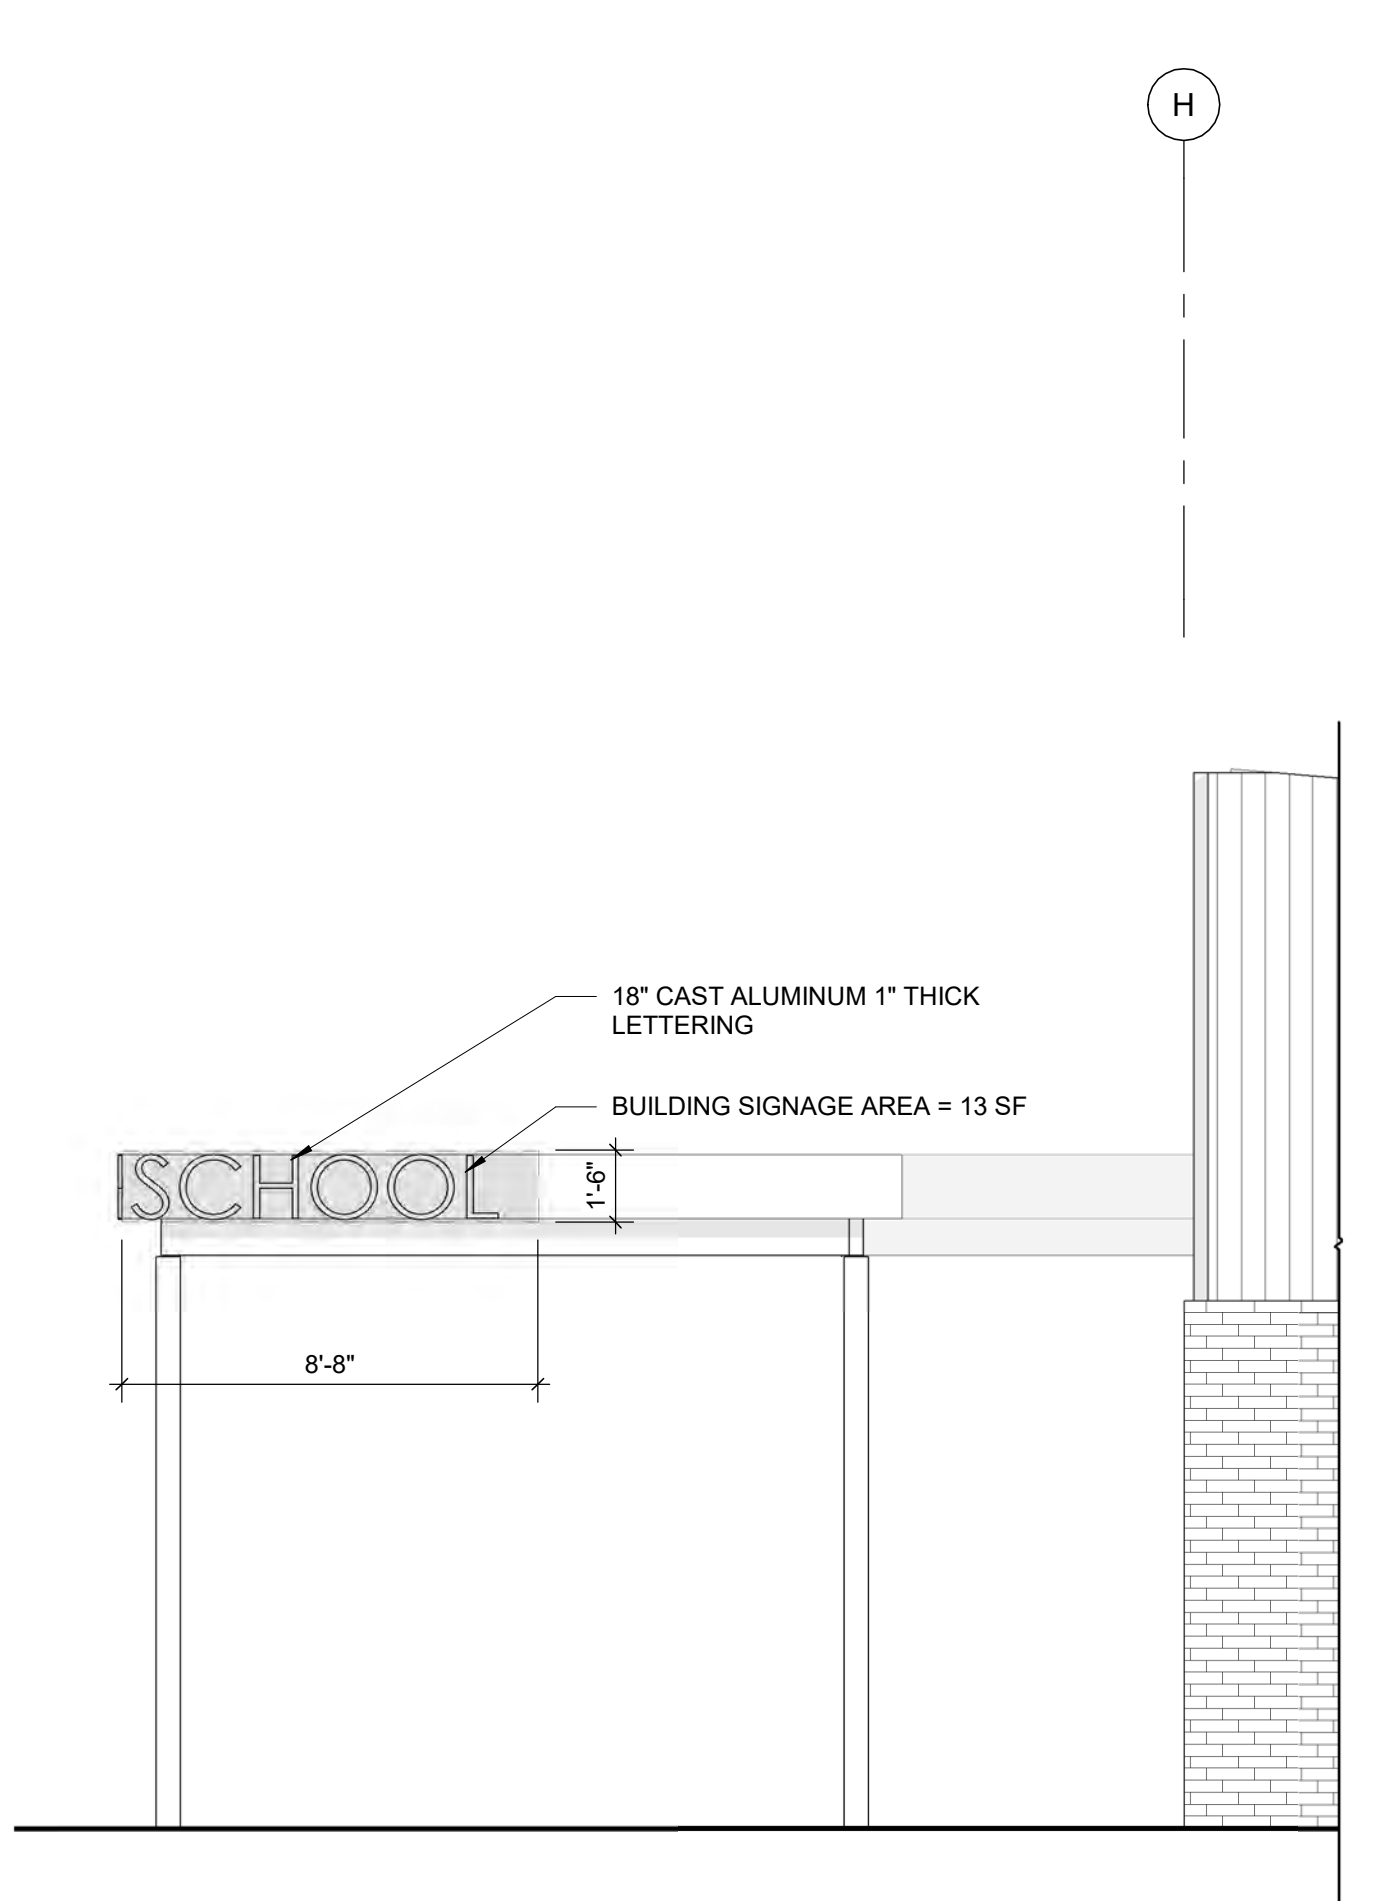 H
18" CAST ALUMINUM 1" THICK
LETTERING
BUILDING SIGNAGE AREA = 13 SF
SCHOOL
1'-6"
8'-8"